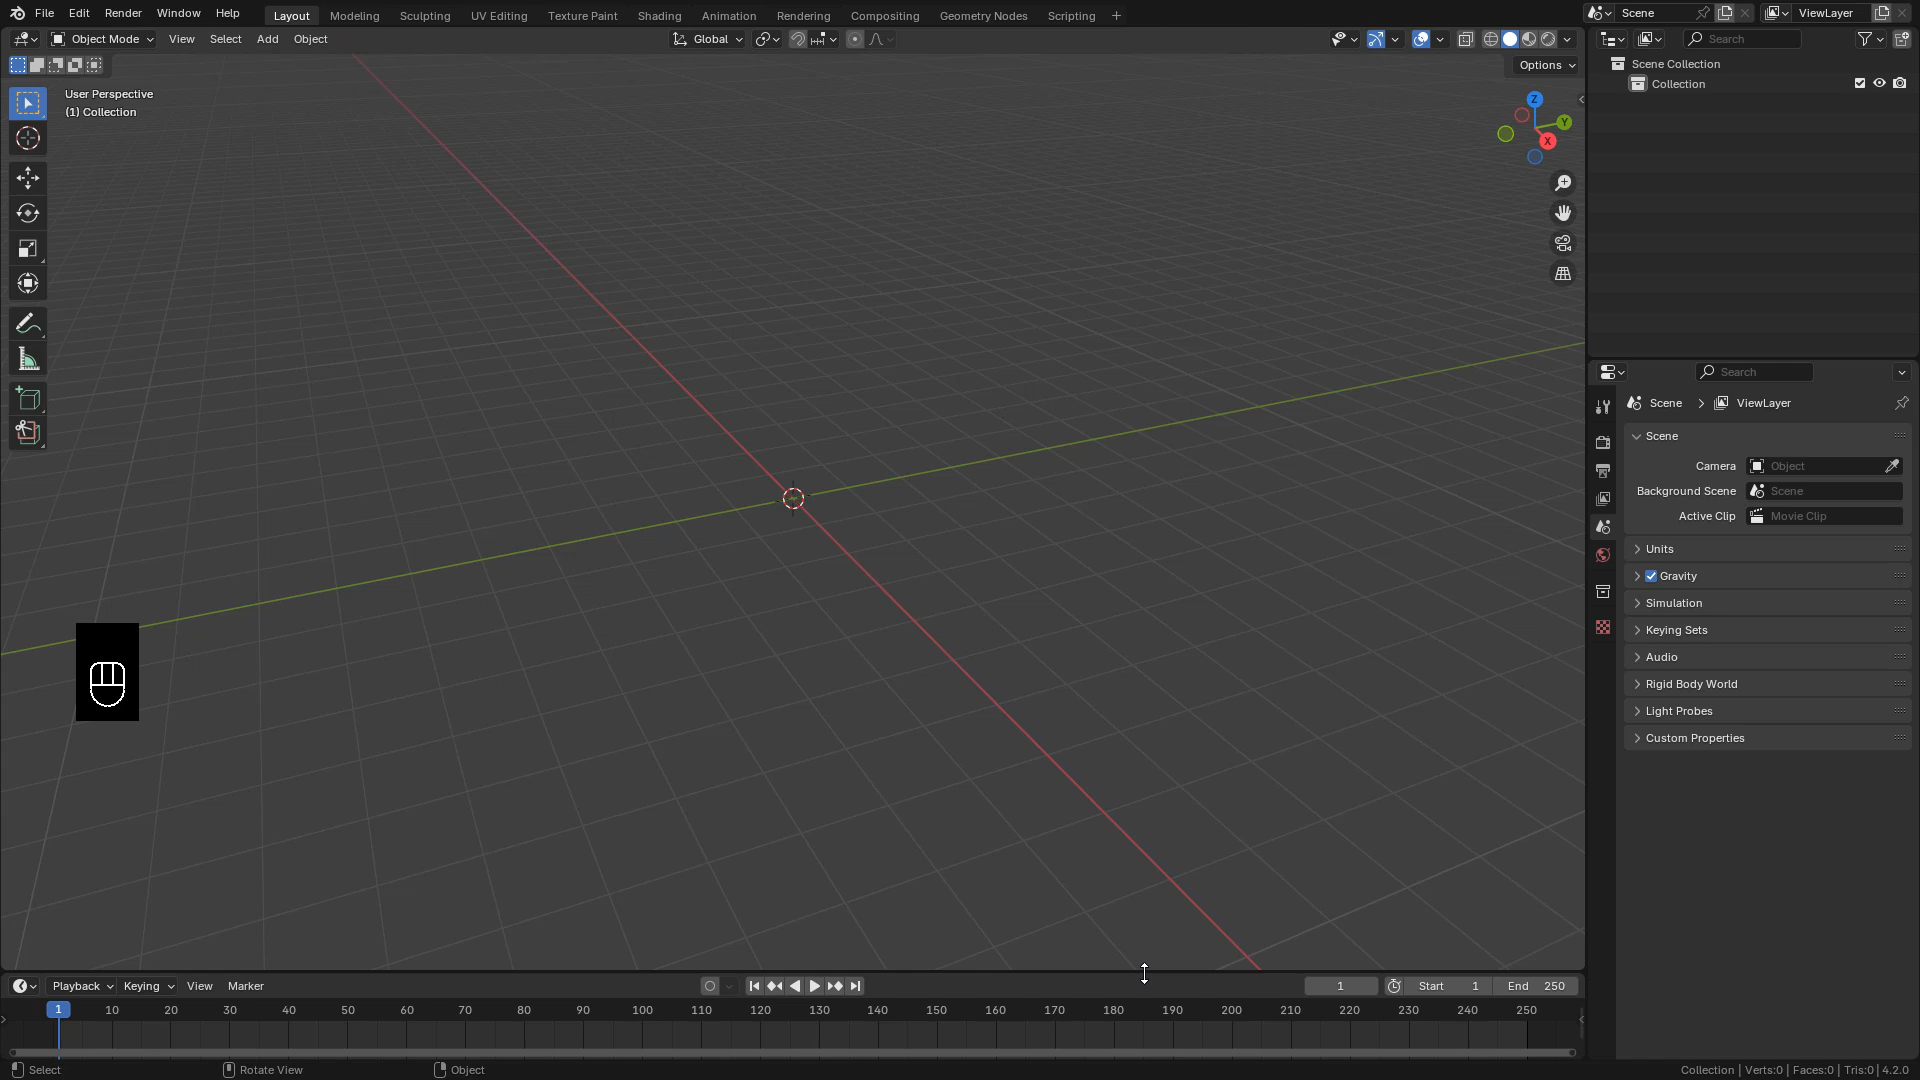 File Edit Render Window Help Layout Modeling Sculpting UV Editing Texture Paint Shading Animation Rendering Compositing Geometry Nodes Scripting + Scene ViewLayer
Object Mode View Select Add Object Global Search
Options
User Perspective
(1) Collection
Z
Y
X
Scene Collection
Collection
Search
Scene > ViewLayer
Scene
Camera Object
Background Scene Scene
Active Clip Movie Clip
Units
Gravity
Simulation
Keying Sets
Audio
Rigid Body World
Light Probes
Custom Properties
Playback Keying View Marker 1 Start 1 End 250
1 10 20 30 40 50 60 70 80 90 100 110 120 130 140 150 160 170 180 190 200 210 220 230 240 250
Select Rotate View Object Collection | Verts:0 | Faces:0 | Tris:0 | 4.2.0